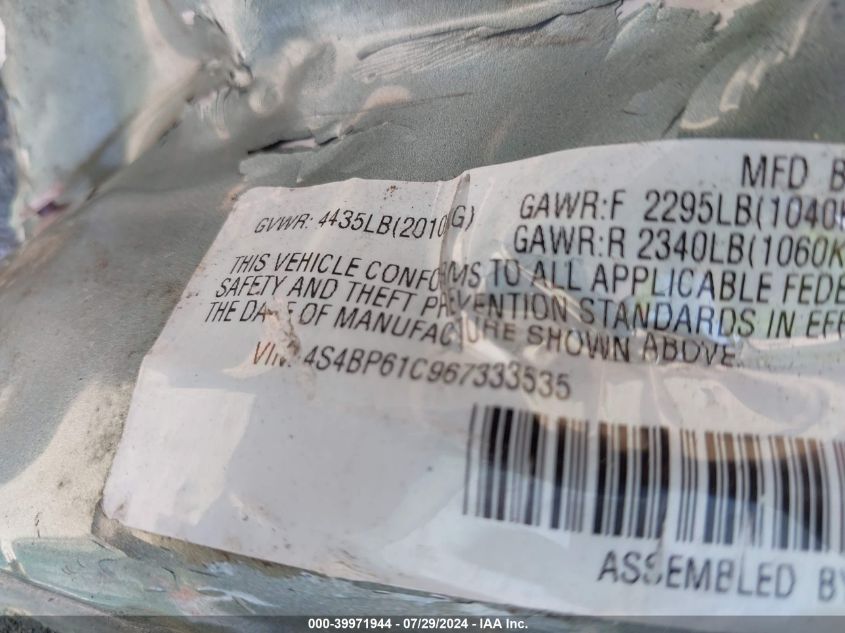 MFD B
GVWR: 4435LB(2010 G) GAWR:F 2295LB(1040
GAWR:R 2340LB(1060K
THIS VEHICLE CONFORMS TO ALL APPLICABLE FEDE
SAFETY AND THEFT PREVENTION STANDARDS IN EFF
THE DATE OF MANUFACTURE SHOWN ABOVE.
VIN: 4S4BP61C967333535
ASSEMBLED BY
000-39971944 - 07/29/2024 - IAA Inc.